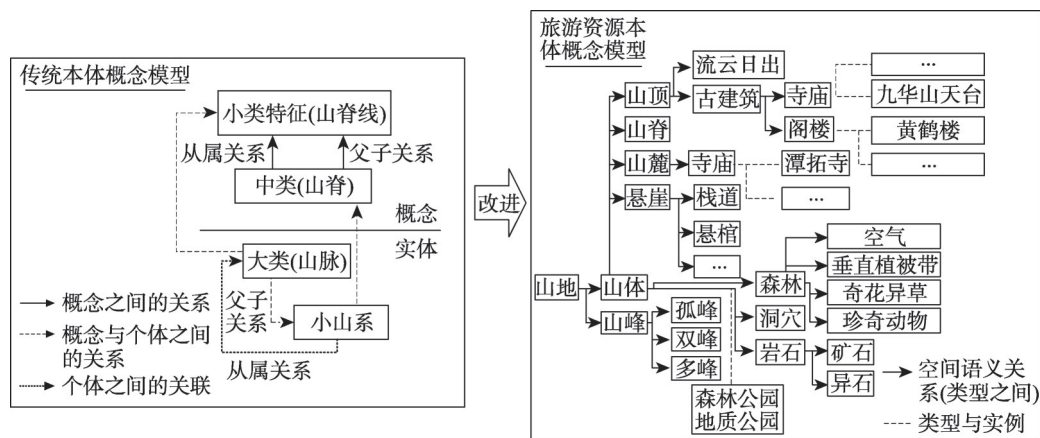 传统本体概念模型
小类特征(山脊线)
从属关系
父子关系
中类(山脊)
概念
实体
大类(山脉)
父子
关系
小山系
从属关系
概念之间的关系
概念与个体之间
的关系
个体之间的关联
改进
旅游资源本
体概念模型
流云日出
山顶
古建筑
寺庙
...
九华山天台
阁楼
黄鹤楼
...
山脊
山麓
寺庙
潭拓寺
...
悬崖
栈道
悬棺
...
山地
山体
森林
空气
垂直植被带
奇花异草
珍奇动物
洞穴
岩石
矿石
异石
山峰
孤峰
双峰
多峰
森林公园
地质公园
空间语义关
系(类型之间)
类型与实例